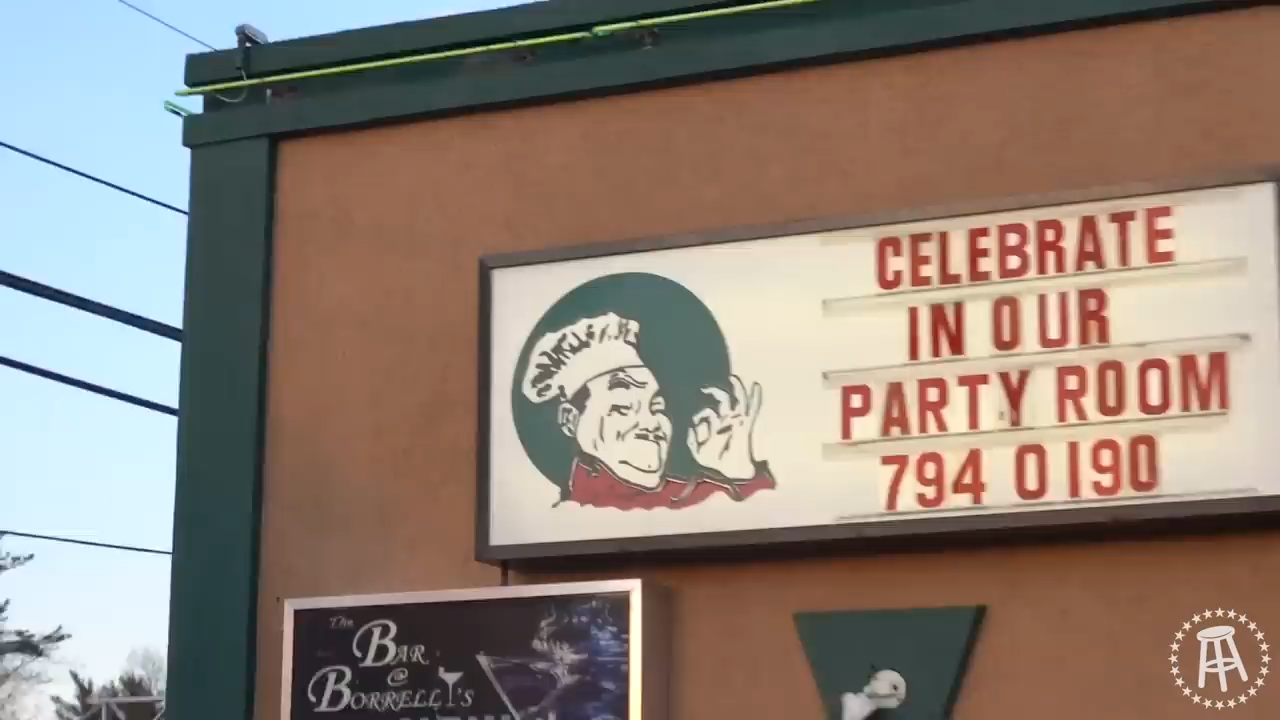 CELEBRATE
IN OUR
PARTY ROOM
794 0190
The
BAR
@
BORRELLI'S